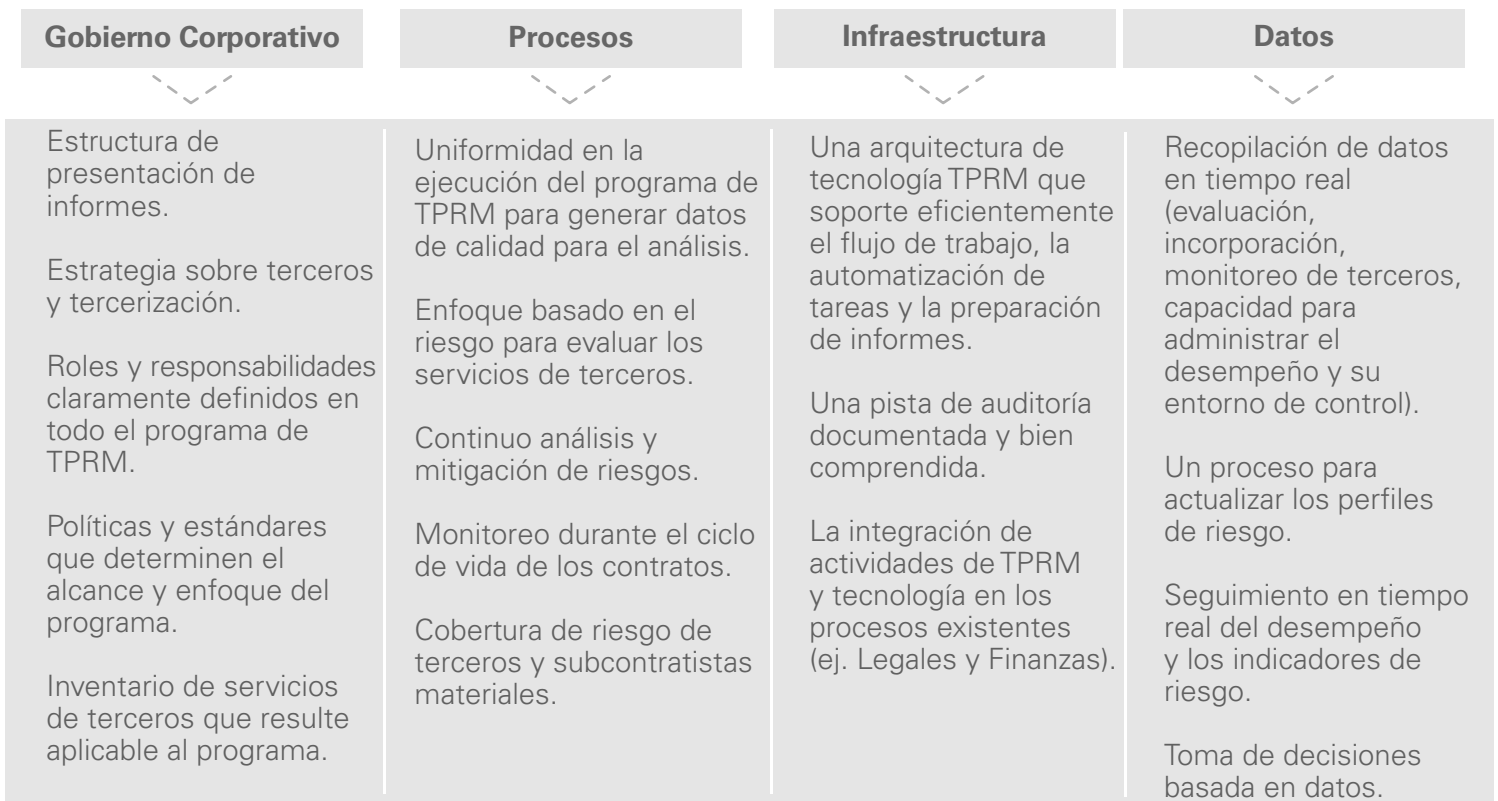 Gobierno Corporativo
Estructura de
presentación de
informes.
Estrategia sobre terceros
y tercerización.
Roles y responsabilidades
claramente definidos en
todo el programa de
TPRM.
Políticas y estándares
que determinen el
alcance y enfoque del
programa.
Inventario de servicios
de terceros que resulte
aplicable al programa.
Procesos
Uniformidad en la
ejecución del programa de
TPRM para generar datos
de calidad para el análisis.
Enfoque basado en el
riesgo para evaluar los
servicios de terceros.
Continuo análisis y
mitigación de riesgos.
Monitoreo durante el ciclo
de vida de los contratos.
Cobertura de riesgo de
terceros y subcontratistas
materiales.
Infraestructura
Una arquitectura de
tecnología TPRM que
soporte eficientemente
el flujo de trabajo, la
automatización de
tareas y la preparación
de informes.
Una pista de auditoría
documentada y bien
comprendida.
La integración de
actividades de TPRM
y tecnología en los
procesos existentes
(ej. Legales y Finanzas).
Datos
Recopilación de datos
en tiempo real
(evaluación,
incorporación,
monitoreo de terceros,
capacidad para
administrar el
desempeño y su
entorno de control).
Un proceso para
actualizar los perfiles
de riesgo.
Seguimiento en tiempo
real del desempeño
y los indicadores de
riesgo.
Toma de decisiones
basada en datos.